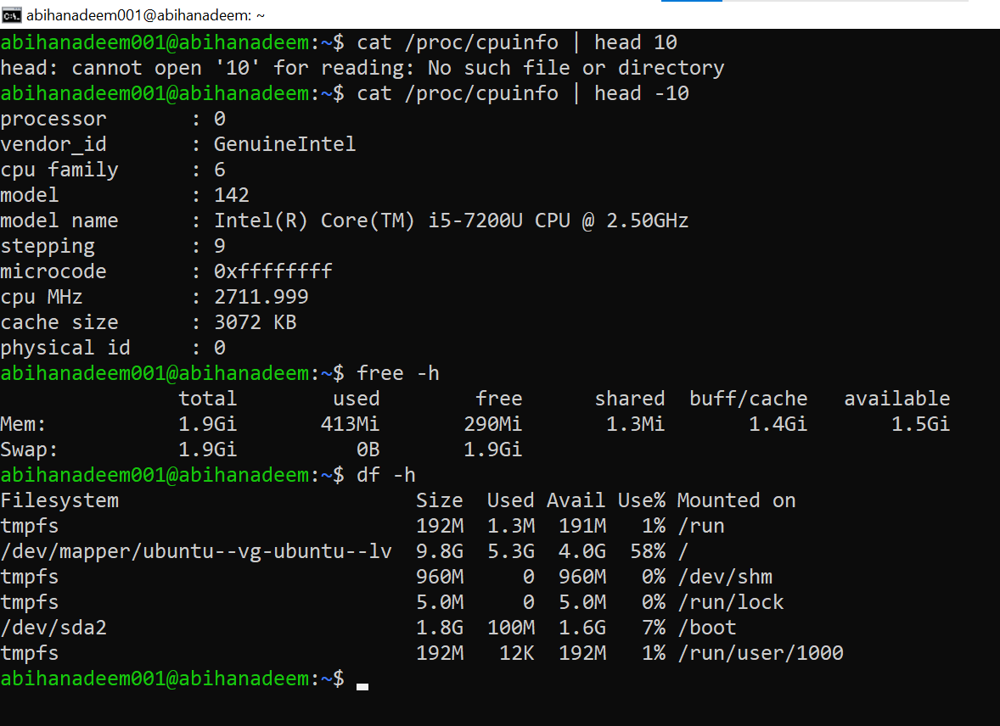 abihanadeem001@abihanadeem: ~
abihanadeem001@abihanadeem:~$ cat /proc/cpuinfo | head 10
head: cannot open '10' for reading: No such file or directory
abihanadeem001@abihanadeem:~$ cat /proc/cpuinfo | head -10
processor       : 0
vendor_id       : GenuineIntel
cpu family      : 6
model           : 142
model name      : Intel(R) Core(TM) i5-7200U CPU @ 2.50GHz
stepping        : 9
microcode       : 0xffffffff
cpu MHz         : 2711.999
cache size      : 3072 KB
physical id     : 0
abihanadeem001@abihanadeem:~$ free -h
               total        used        free      shared  buff/cache   available
Mem:           1.9Gi       413Mi       290Mi       1.3Mi       1.4Gi       1.5Gi
Swap:          1.9Gi          0B       1.9Gi
abihanadeem001@abihanadeem:~$ df -h
Filesystem                         Size  Used Avail Use% Mounted on
tmpfs                              192M  1.3M  191M   1% /run
/dev/mapper/ubuntu--vg-ubuntu--lv  9.8G  5.3G  4.0G  58% /
tmpfs                              960M     0  960M   0% /dev/shm
tmpfs                              5.0M     0  5.0M   0% /run/lock
/dev/sda2                          1.8G  100M  1.6G   7% /boot
tmpfs                              192M   12K  192M   1% /run/user/1000
abihanadeem001@abihanadeem:~$